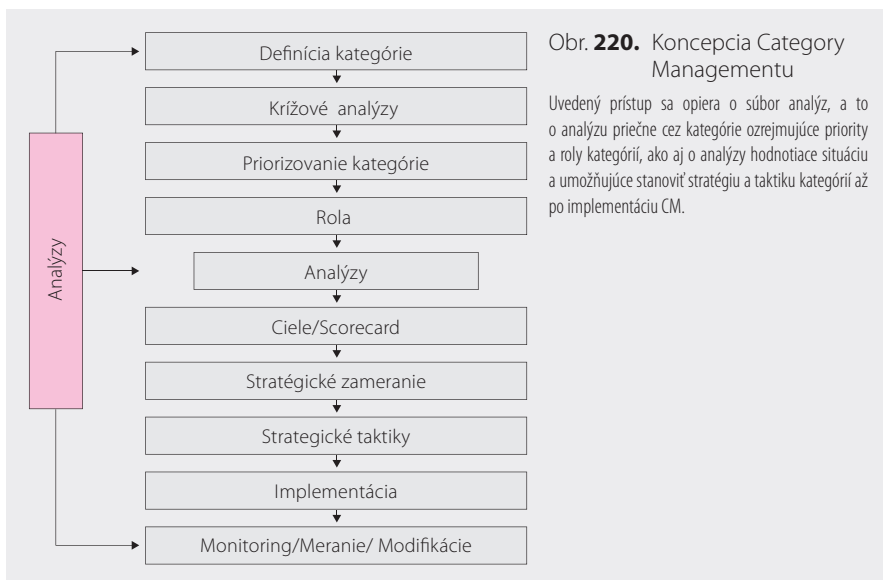 Definícia kategórie
Krížové analýzy
Priorizovanie kategórie
Rola
Analýzy
Analýzy
Ciele/Scorecard
Stratégické zameranie
Strategické taktiky
Implementácia
Monitoring/Meranie/ Modifikácie
Obr. 220. Koncepcia Category
Managementu
Uvedený prístup sa opiera o súbor analýz, a to
o analýzu priečne cez kategórie ozrejmujúce priority
a roly kategórií, ako aj o analýzy hodnotiace situáciu
a umožňujúce stanoviť stratégiu a taktiku kategórií až
po implementáciu CM.